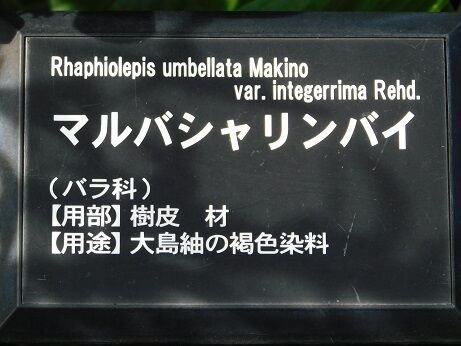 Rhaphiolepis umbellata Makino
var. integerrima Rehd.
マルバシャリンバイ
(バラ科)
【用部】樹皮　材
【用途】大島紬の褐色染料